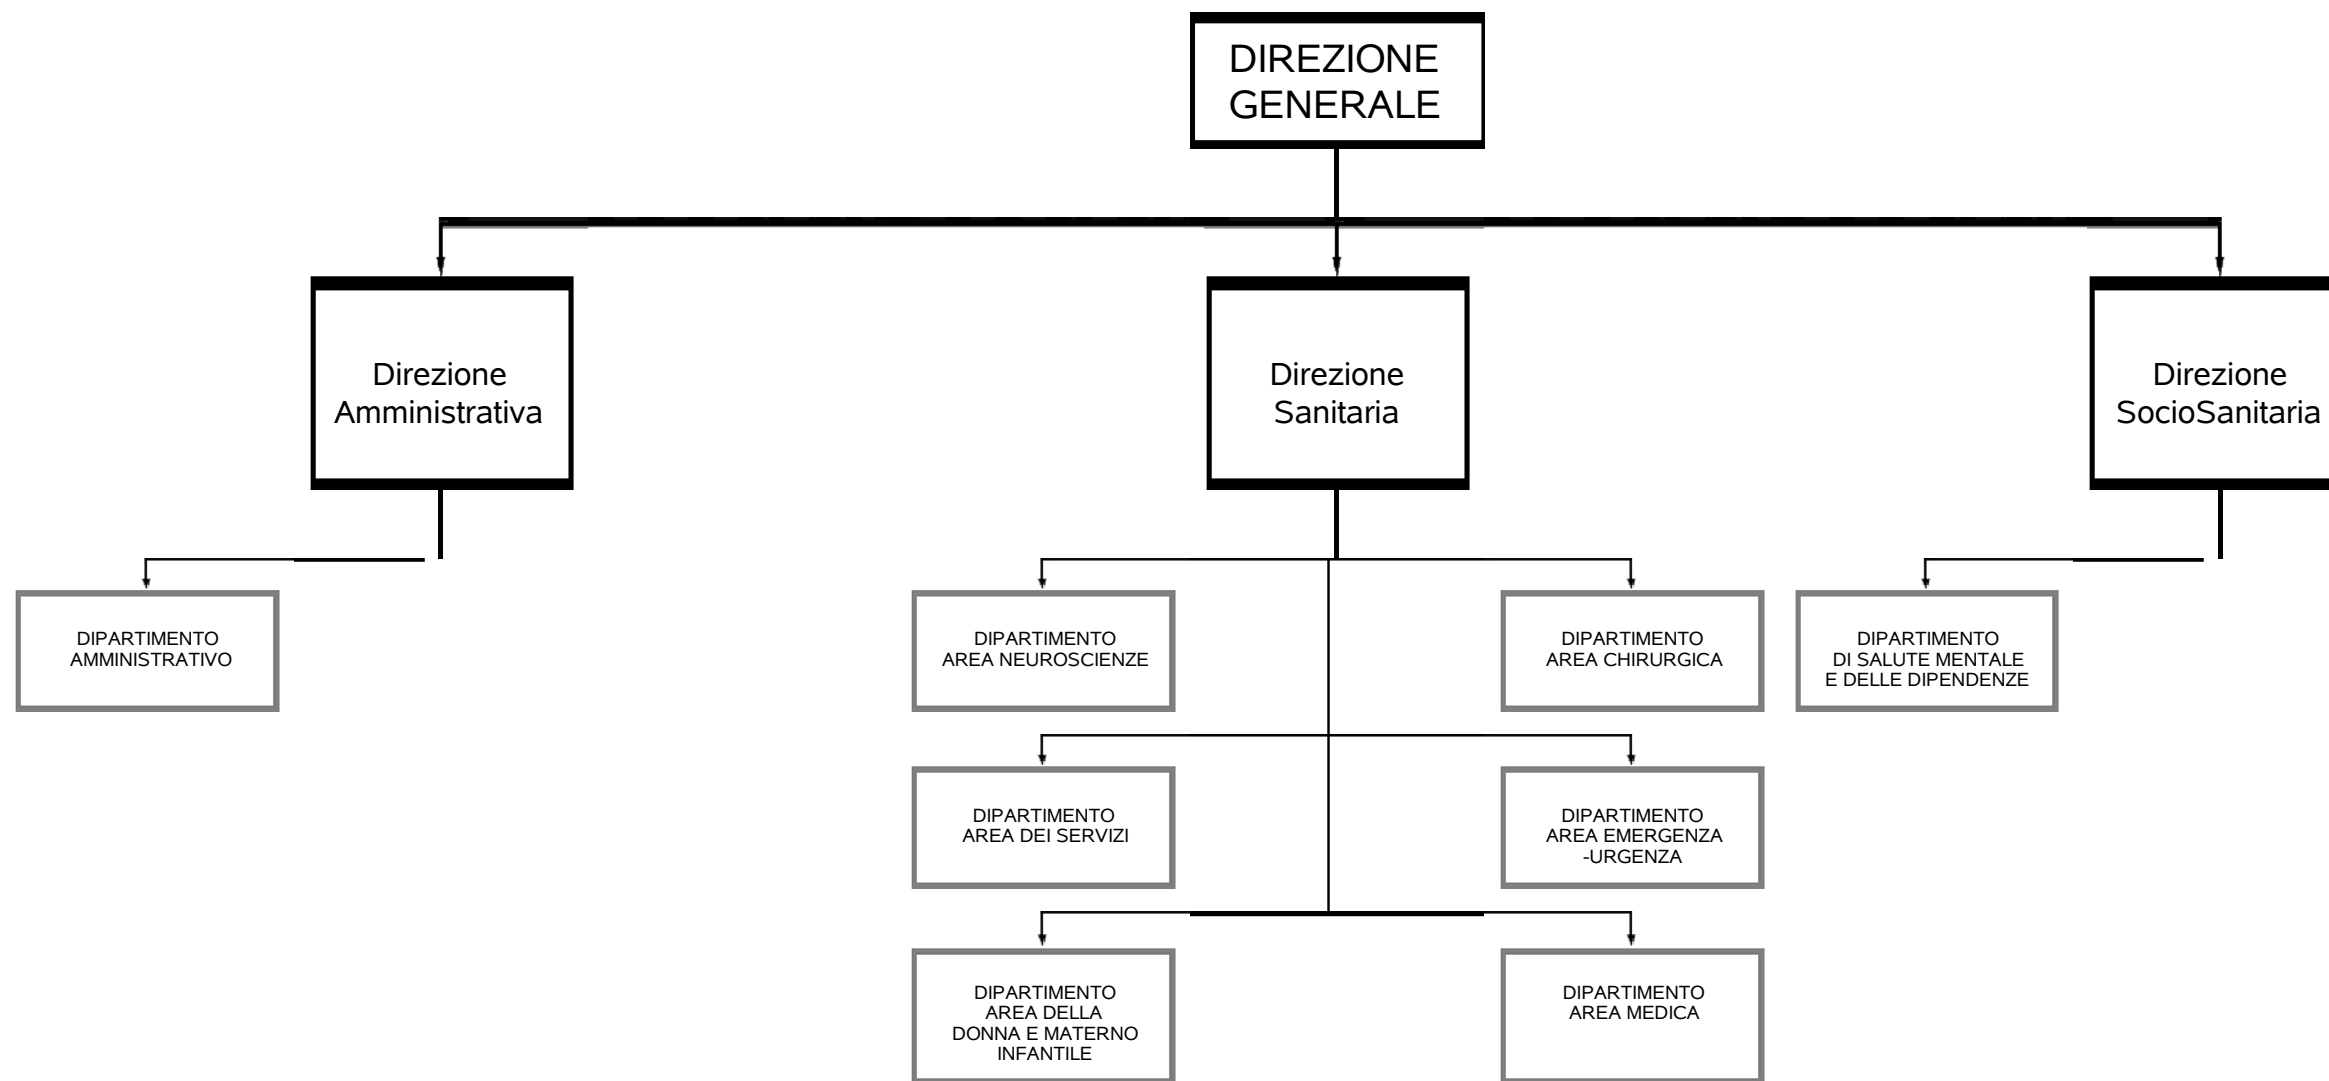 DIREZIONE
GENERALE
Direzione
Amministrativa
Direzione
Sanitaria
Direzione
SocioSanitaria
DIPARTIMENTO
AMMINISTRATIVO
DIPARTIMENTO
AREA NEUROSCIENZE
DIPARTIMENTO
AREA CHIRURGICA
DIPARTIMENTO
DI SALUTE MENTALE
E DELLE DIPENDENZE
DIPARTIMENTO
AREA DEI SERVIZI
DIPARTIMENTO
AREA EMERGENZA
-URGENZA
DIPARTIMENTO
AREA DELLA
DONNA E MATERNO
INFANTILE
DIPARTIMENTO
AREA MEDICA